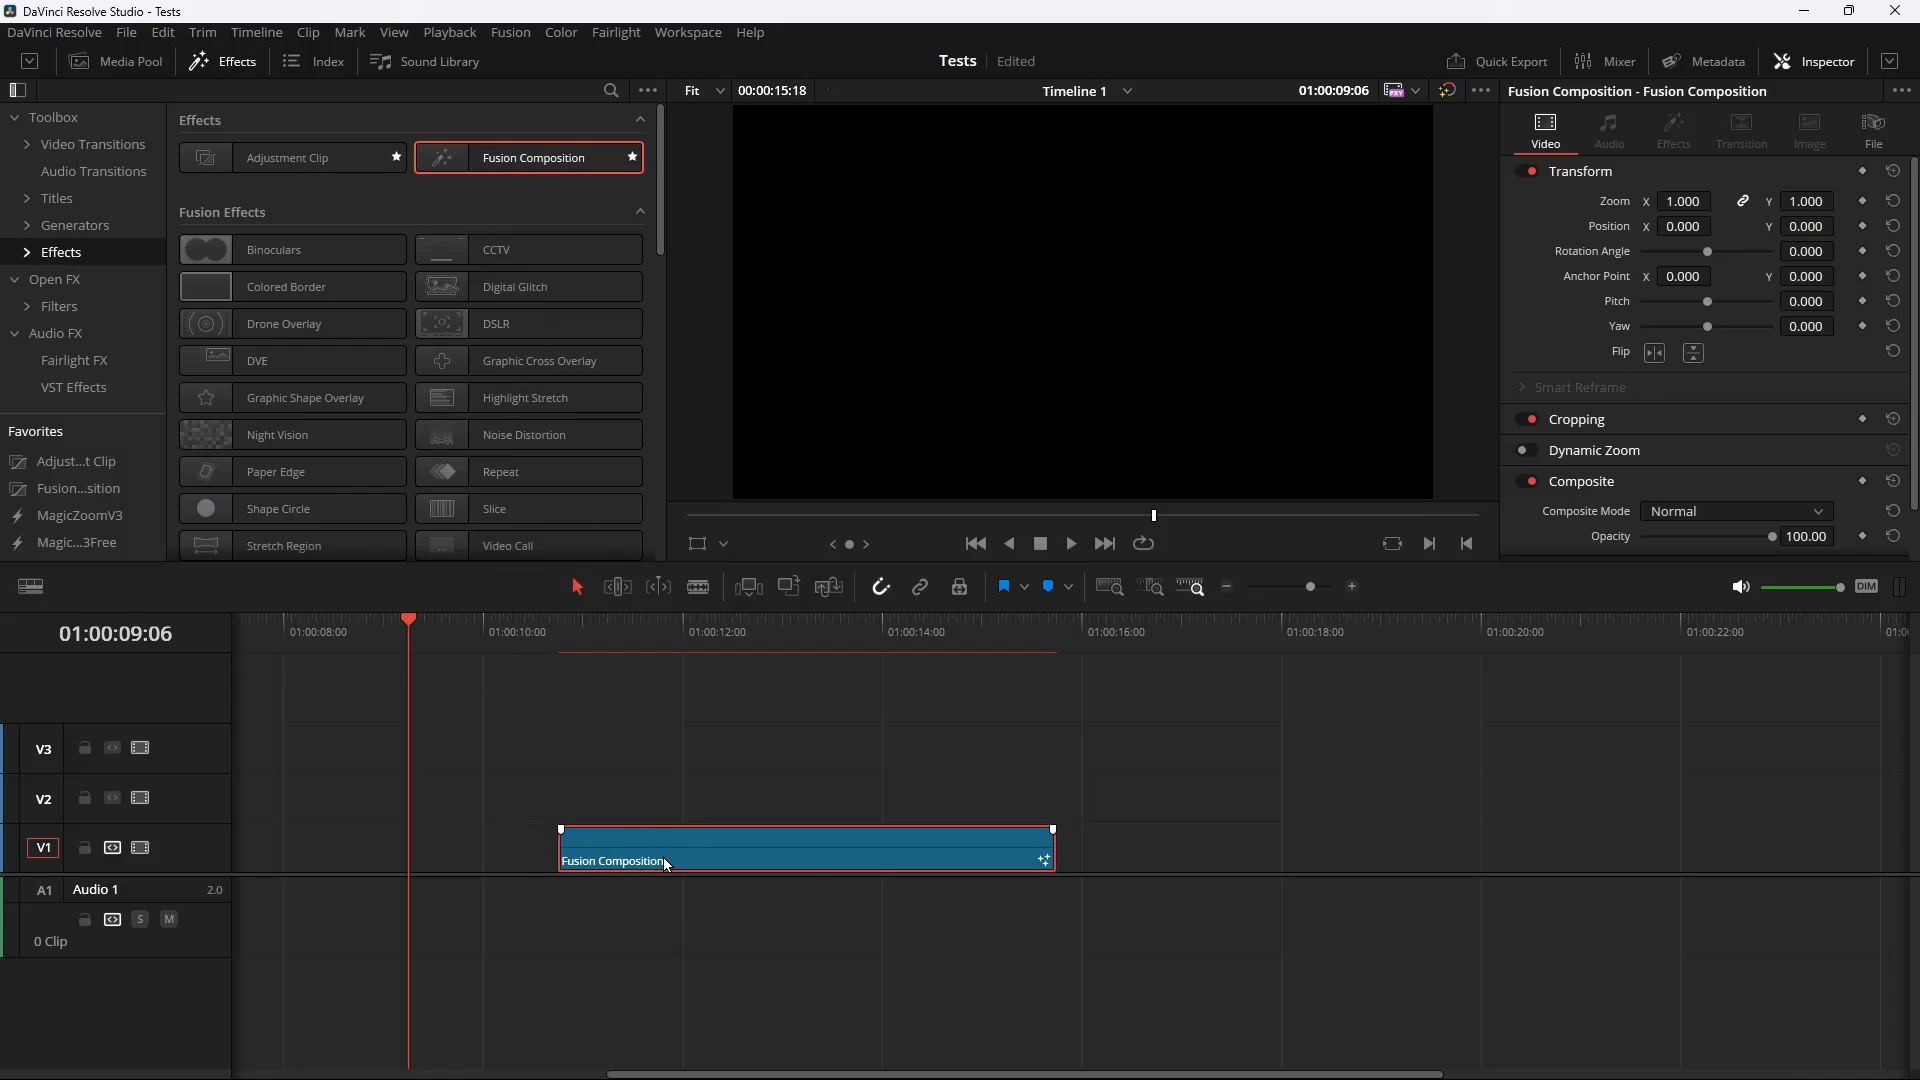 DaVinci Resolve Studio - Tests
DaVinci Resolve File Edit Trim Timeline Clip Mark View Playback Fusion Color Fairlight Workspace Help
Media Pool Effects Index Sound Library Tests Edited Quick Export Mixer Metadata Inspector
Fit 00:00:15:18 Timeline 1 01:00:09:06 PXY Fusion Composition - Fusion Composition
Toolbox
Video Transitions
Audio Transitions
Titles
Generators
Effects
Open FX
Filters
Audio FX
Fairlight FX
VST Effects
Favorites
Adjust...t Clip
Fusion...sition
MagicZoomV3
Magic...3Free
Effects
Adjustment Clip Fusion Composition
Fusion Effects
Binoculars CCTV
Colored Border Digital Glitch
Drone Overlay DSLR
DVE Graphic Cross Overlay
Graphic Shape Overlay Highlight Stretch
Night Vision Noise Distortion
Paper Edge Repeat
Shape Circle Slice
Stretch Region Video Call
Video Audio Effects Transition Image File
Transform
Zoom X 1.000 Y 1.000
Position X 0.000 Y 0.000
Rotation Angle 0.000
Anchor Point X 0.000 Y 0.000
Pitch 0.000
Yaw 0.000
Flip
Smart Reframe
Cropping
Dynamic Zoom
Composite
Composite Mode Normal
Opacity 100.00
DIM
01:00:09:06
01:00:08:00 01:00:10:00 01:00:12:00 01:00:14:00 01:00:16:00 01:00:18:00 01:00:20:00 01:00:22:00 01:0
V3
V2
V1
Fusion Composition
A1 Audio 1 2.0
S M
0 Clip